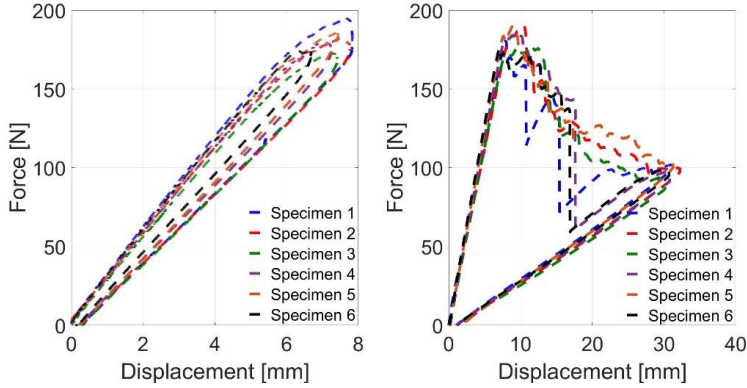 200
150
100
50
0
Force [N]
Specimen 1
Specimen 2
Specimen 3
Specimen 4
Specimen 5
Specimen 6
0 2 4 6 8
Displacement [mm]
200
150
100
50
0
Force [N]
Specimen 1
Specimen 2
Specimen 3
Specimen 4
Specimen 5
Specimen 6
0 10 20 30 40
Displacement [mm]